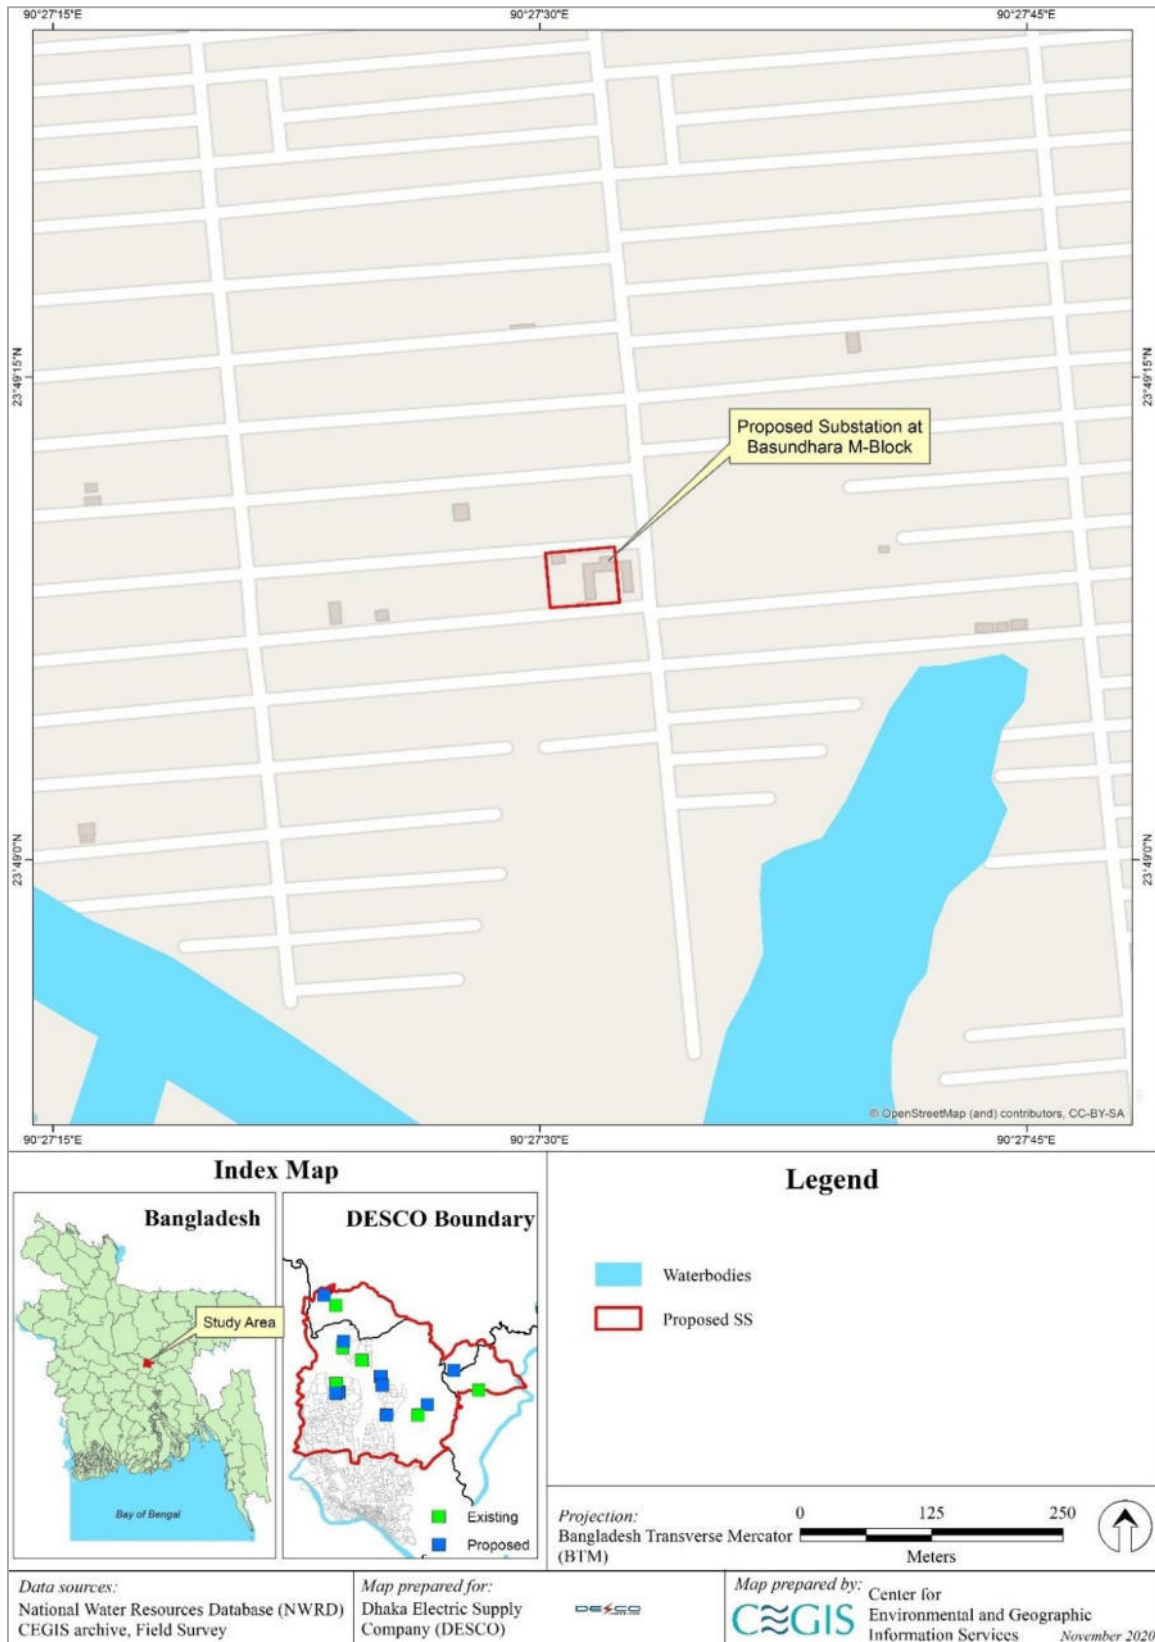 90°27'15"E
90°27'30"E
90°27'45"E
23°49'15"N
23°49'15"N
Proposed Substation at
Basundhara M-Block
23°49'0"N
23°49'0"N
© OpenStreetMap (and) contributors, CC-BY-SA
90°27'15"E
90°27'30"E
90°27'45"E
Index Map
Bangladesh
Study Area
Bay of Bengal
DESCO Boundary
Existing
Proposed
Legend
Waterbodies
Proposed SS
Projection:
Bangladesh Transverse Mercator
(BTM)
0 125 250
Meters
Data sources:
National Water Resources Database (NWRD)
CEGIS archive, Field Survey
Map prepared for:
Dhaka Electric Supply
Company (DESCO)
DESCO
Map prepared by:
CEGIS
Center for
Environmental and Geographic
Information Services
November 2020